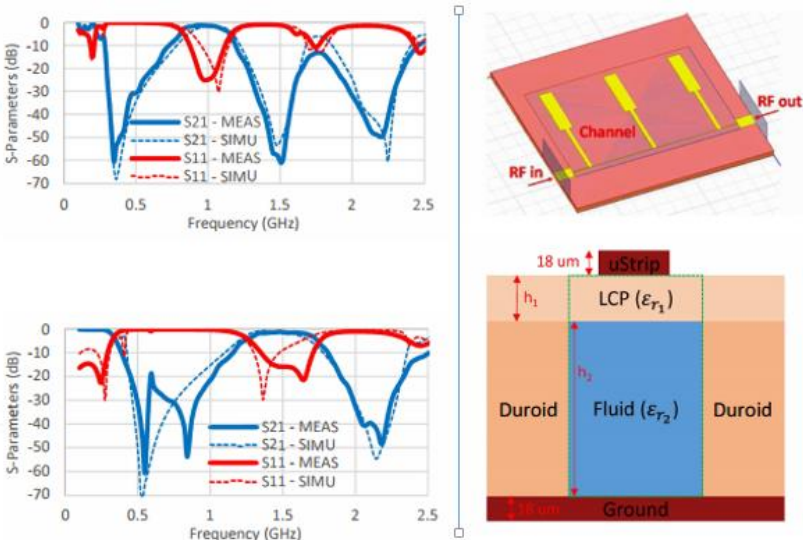 S-Parameters (dB)
0
-10
-20
-30
-40
-50
-60
-70
S21 - MEAS
S21 - SIMU
S11 - MEAS
S11 - SIMU
0
0.5
1
1.5
2
2.5
Frequency (GHz)
RF out
Channel
RF in
S-Parameters (dB)
0
-10
-20
-30
-40
-50
-60
-70
S21 - MEAS
S21 - SIMU
S11 - MEAS
S11 - SIMU
0
0.5
1
1.5
2
2.5
Frequency (GHz)
18 um
uStrip
h₁
LCP (εr₁)
h₂
Duroid
Fluid (εr₂)
Duroid
18 um
Ground